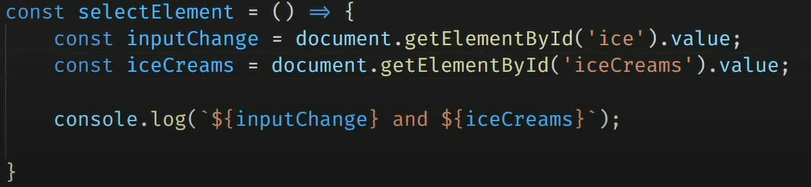 const selectElement = () => {
    const inputChange = document.getElementById('ice').value;
    const iceCreams = document.getElementById('iceCreams').value;
    console.log(`${inputChange} and ${iceCreams}`);
}